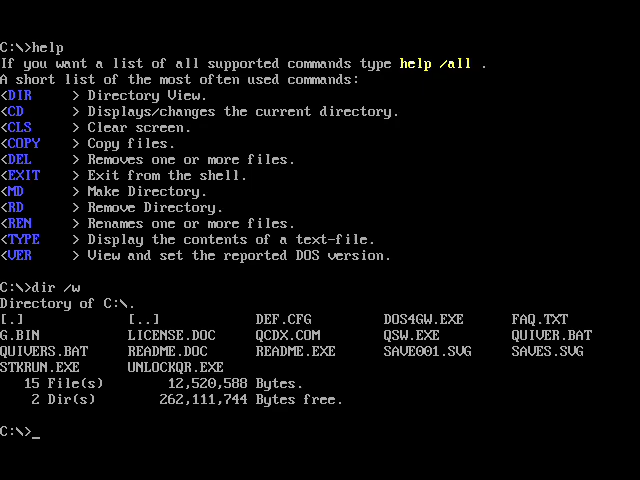 C:\>help
If you want a list of all supported commands type help /all .
A short list of the most often used commands:
<DIR     > Directory View.
<CD      > Displays/changes the current directory.
<CLS     > Clear screen.
<COPY    > Copy files.
<DEL     > Removes one or more files.
<EXIT    > Exit from the shell.
<MD      > Make Directory.
<RD      > Remove Directory.
<REN     > Renames one or more files.
<TYPE    > Display the contents of a text-file.
<VER     > View and set the reported DOS version.
C:\>dir /w
Directory of C:\.
[.]             [..]            DEF.CFG         DOS4GW.EXE      FAQ.TXT
G.BIN           LICENSE.DOC     QCDX.COM        QSW.EXE         QUIVER.BAT
QUIVERS.BAT     README.DOC      README.EXE      SAVE001.SVG     SAVES.SVG
STKRUN.EXE      UNLOCKQR.EXE
   15 File(s)         12,520,588 Bytes.
    2 Dir(s)        262,111,744 Bytes free.
C:\>_